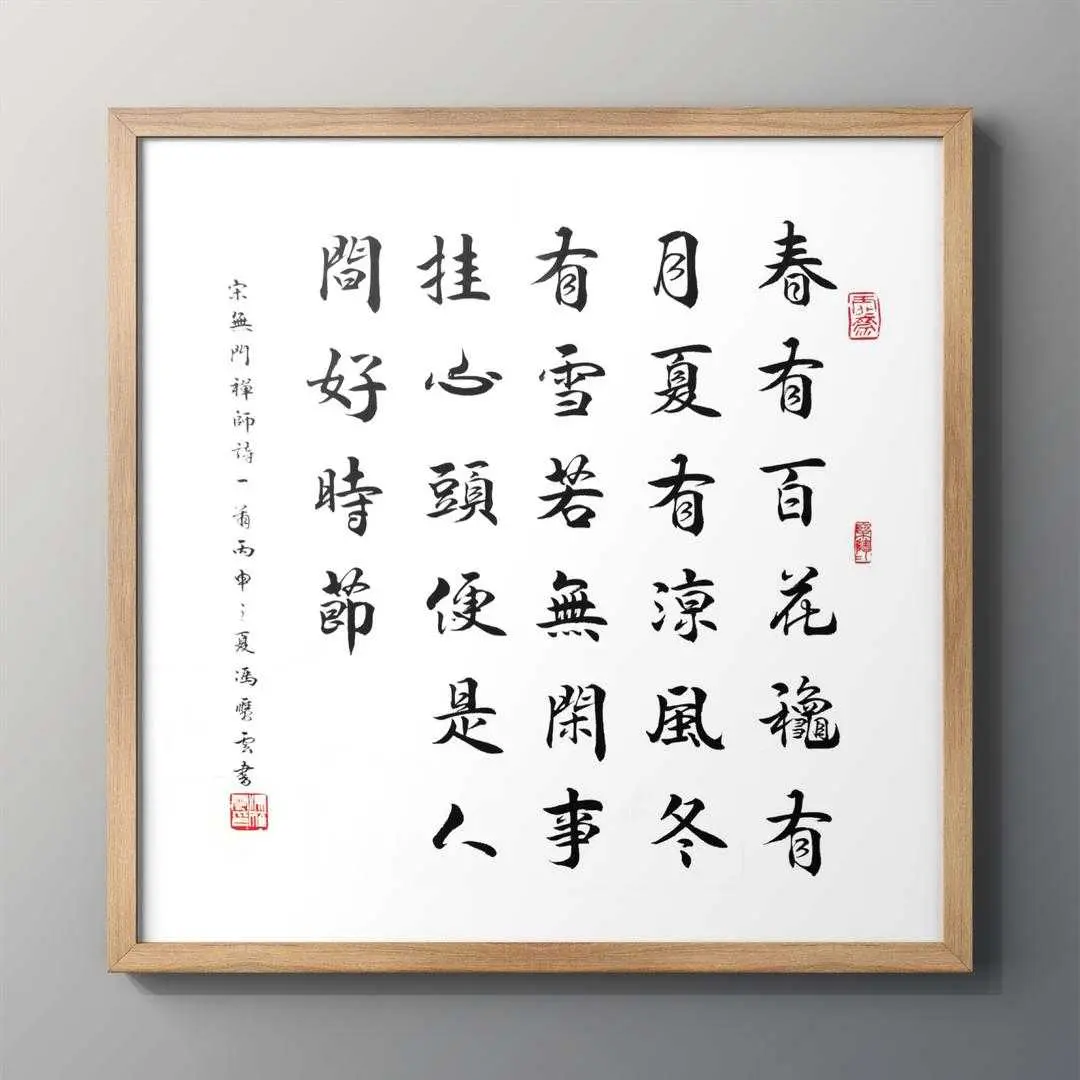 春有百花龝有
月夏有涼風冬
有雪若無閑事
挂心頭便是人
間好時節
宋無門禪師詩一首丙申之夏馮雲書